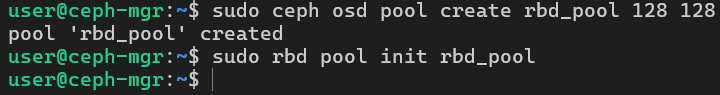 user@ceph-mgr:~$ sudo ceph osd pool create rbd_pool 128 128
pool 'rbd_pool' created
user@ceph-mgr:~$ sudo rbd pool init rbd_pool
user@ceph-mgr:~$